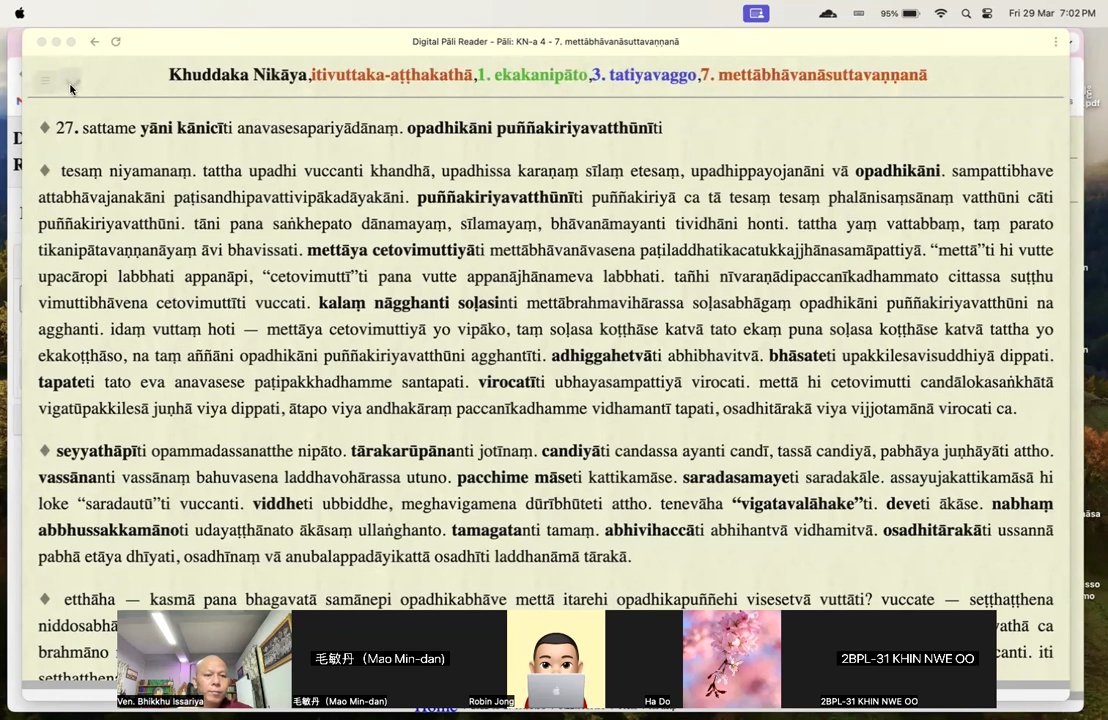 95% Fri 29 Mar 7:02 PM
Digital Pāli Reader - Pāli: KN-a 4 - 7. mettābhāvanāsuttavaṇṇanā
Khuddaka Nikāya,itivuttaka-aṭṭhakathā,1. ekakanipāto,3. tatiyavaggo,7. mettābhāvanāsuttavaṇṇanā
♦ 27. sattame yāni kānicīti anavasesapariyādānaṃ. opadhikāni puññakiriyavatthūnīti
♦ tesaṃ niyamanaṃ. tattha upadhi vuccanti khandhā, upadhissa karaṇaṃ sīlaṃ etesaṃ, upadhippayojanāni vā opadhikāni. sampattibhave
attabhāvajanakāni paṭisandhipavattivipākadāyakāni. puññakiriyavatthūnīti puññakiriyā ca tā tesaṃ tesaṃ phalānisaṃsānaṃ vatthūni cāti
puññakiriyavatthūni. tāni pana saṅkhepato dānamayaṃ, sīlamayaṃ, bhāvanāmayanti tividhāni honti. tattha yaṃ vattabbaṃ, taṃ parato
tikanipātavaṇṇanāyaṃ āvi bhavissati. mettāya cetovimuttiyāti mettābhāvanāvasena paṭiladdhatikacatukkajjhānasamāpattiyā. “mettā”ti hi vutte
upacāropi labbhati appanāpi, “cetovimuttī”ti pana vutte appanājhānameva labbhati. tañhi nīvaraṇādipaccanīkadhammato cittassa suṭṭhu
vimuttibhāvena cetovimuttīti vuccati. kalaṃ nāgghanti soḷasinti mettābrahmavihārassa soḷasabhāgaṃ opadhikāni puññakiriyavatthūni na
agghanti. idaṃ vuttaṃ hoti — mettāya cetovimuttiyā yo vipāko, taṃ soḷasa koṭṭhāse katvā tato ekaṃ puna soḷasa koṭṭhāse katvā tattha yo
ekakoṭṭhāso, na taṃ aññāni opadhikāni puññakiriyavatthūni agghantīti. adhiggahetvāti abhibhavitvā. bhāsateti upakkilesavisuddhiyā dippati.
tapateti tato eva anavasese paṭipakkhadhamme santapati. virocatīti ubhayasampattiyā virocati. mettā hi cetovimutti candālokasaṅkhātā
vigatūpakkilesā juṇhā viya dippati, ātapo viya andhakāraṃ paccanīkadhamme vidhamantī tapati, osadhitārakā viya vijjotamānā virocati ca.
♦ seyyathāpīti opammadassanatthe nipāto. tārakarūpānanti jotīnaṃ. candiyāti candassa ayanti candī, tassā candiyā, pabhāya juṇhāyāti attho.
vassānanti vassānaṃ bahuvasena laddhavohārassa utuno. pacchime māseti kattikamāse. saradasamayeti saradakāle. assayujakattikamāsā hi
loke “saradautū”ti vuccanti. viddheti ubbiddhe, meghavigamena dūrībhūteti attho. tenevāha “vigatavalāhake”ti. deveti ākāse. nabhaṃ
abbhussakkamānoti udayaṭṭhānato ākāsaṃ ullaṅghanto. tamagatanti tamaṃ. abhivihaccāti abhihantvā vidhamitvā. osadhitārakāti ussannā
pabhā etāya dhīyati, osadhīnaṃ vā anubalappadāyikattā osadhīti laddhanāmā tārakā.
♦ etthāha — kasmā pana bhagavatā samānepi opadhikabhāve mettā itarehi opadhikapuññehi visesetvā vuttāti? vuccate — seṭṭhaṭṭhena
brahmāno
毛敏丹（Mao Min-dan）
2BPL-31 KHIN NWE OO
Ven. Bhikkhu Issariya
毛敏丹（Mao Min-dan）
Robin Jong
Ha Do
2BPL-31 KHIN NWE OO